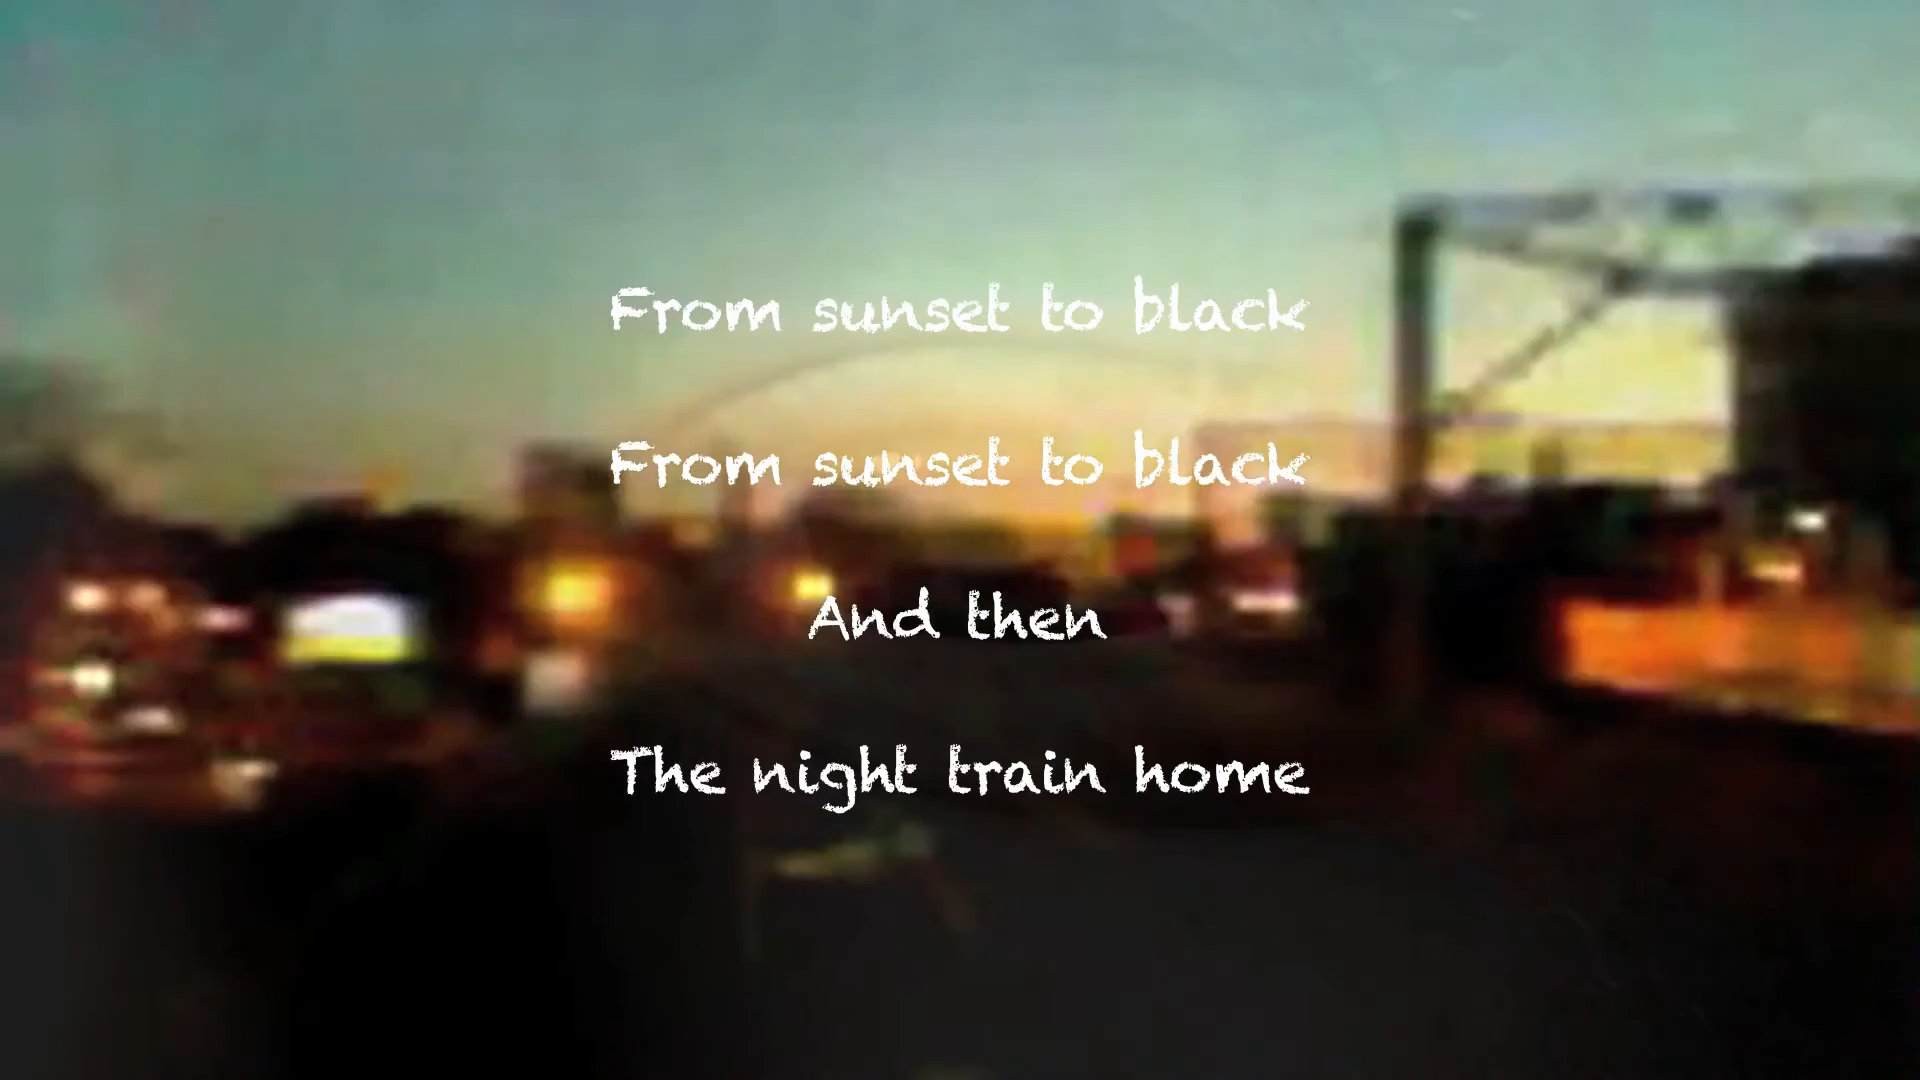 From sunset to black
From sunset to black
And then
The night train home